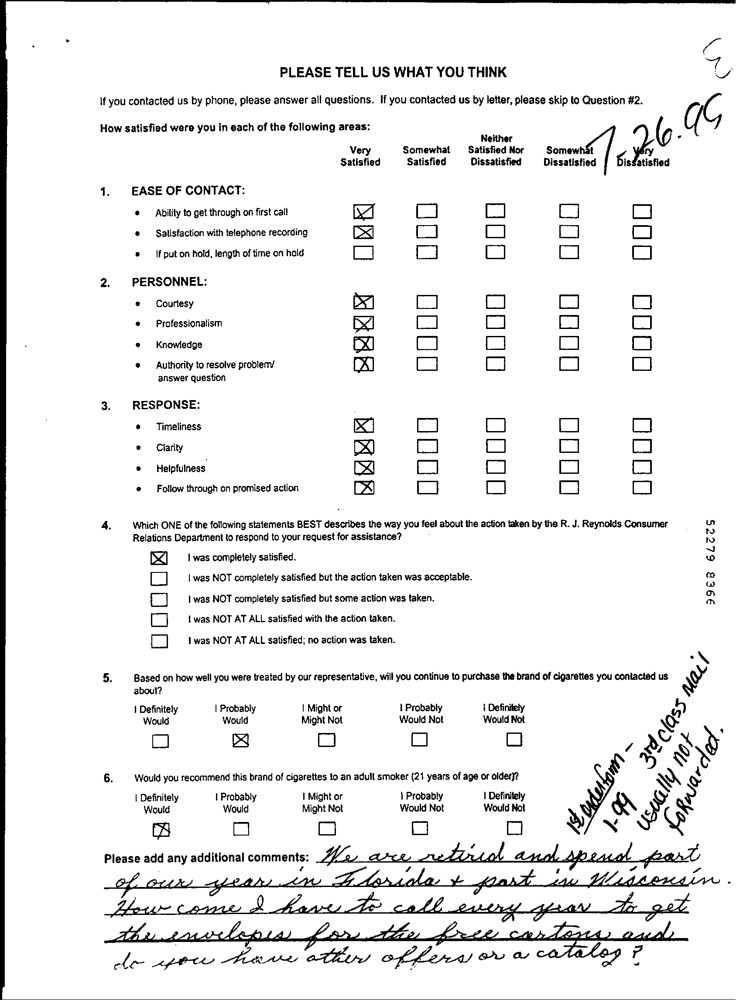 3
PLEASE TELL US WHAT YOU THINK
If you contacted us by phone, please answer all questions. If you contacted us by letter, please skip to Question #2.
7-26-99
How satisfied were you in each of the following areas:
Very Satisfied
Somewhat Satisfied
Neither Satisfied Nor Dissatisfied
Somewhat Dissatisfied
Very Dissatisfied
1. EASE OF CONTACT:
• Ability to get through on first call
• Satisfaction with telephone recording
• If put on hold, length of time on hold
2. PERSONNEL:
• Courtesy
• Professionalism
• Knowledge
• Authority to resolve problem/
answer question
3. RESPONSE:
• Timeliness
• Clarity
• Helpfulness
• Follow through on promised action
4. Which ONE of the following statements BEST describes the way you feel about the action taken by the R. J. Reynolds Consumer
Relations Department to respond to your request for assistance?
I was completely satisfied.
I was NOT completely satisfied but the action taken was acceptable.
I was NOT completely satisfied but some action was taken.
I was NOT AT ALL satisfied with the action taken.
I was NOT AT ALL satisfied; no action was taken.
52279 8366
5. Based on how well you were treated by our representative, will you continue to purchase the brand of cigarettes you contacted us
about?
I Definitely Would
I Probably Would
I Might or Might Not
I Probably Would Not
I Definitely Would Not
6. Would you recommend this brand of cigarettes to an adult smoker (21 years of age or older)?
I Definitely Would
I Probably Would
I Might or Might Not
I Probably Would Not
I Definitely Would Not
1st orderform -
1-99
3rd class mail
usually not
forwarded.
Please add any additional comments: We are retired and spend part
of our year in Florida + part in Wisconsin.
How come I have to call every year to get
the envelopes for the free cartons and
do you have other offers or a catalog?